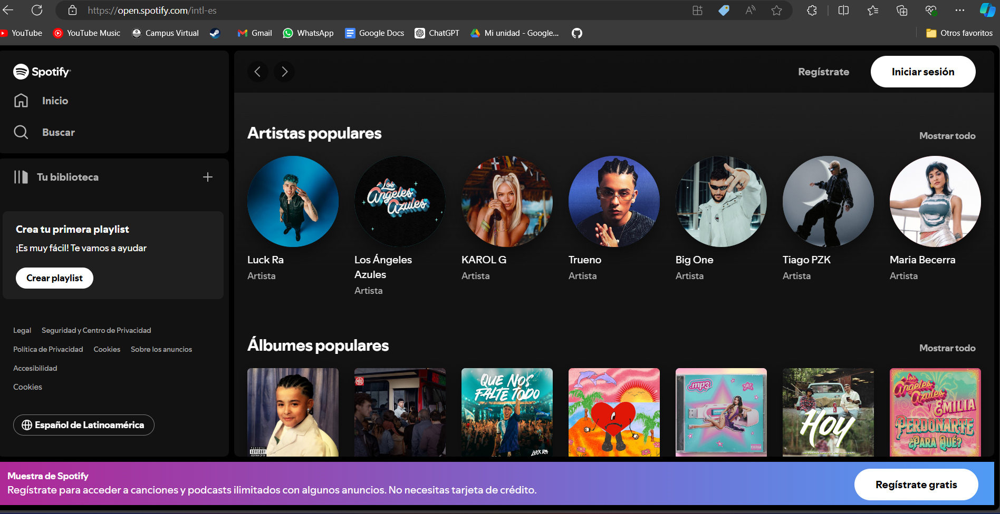 https://open.spotify.com/intl-es
YouTube
YouTube Music
Campus Virtual
Gmail
WhatsApp
Google Docs
ChatGPT
Mi unidad - Google...
Otros favoritos
Spotify
Inicio
Buscar
Tu biblioteca
Crea tu primera playlist
¡Es muy fácil! Te vamos a ayudar
Crear playlist
Legal
Seguridad y Centro de Privacidad
Política de Privacidad
Cookies
Sobre los anuncios
Accesibilidad
Cookies
Español de Latinoamérica
Regístrate
Iniciar sesión
Artistas populares
Mostrar todo
Los
Ángeles
Azules
Luck Ra
Artista
Los Ángeles
Azules
Artista
KAROL G
Artista
Trueno
Artista
Big One
Artista
Tiago PZK
Artista
Maria Becerra
Artista
Álbumes populares
Mostrar todo
PARENTAL
ADVISORY
QUE NOS
FALTE TODO
LUCK RA
.mp3
HOY
Los
Ángeles
Azules
Y EMILIA
PERDONARTE
¿PARA QUÉ?
Muestra de Spotify
Regístrate para acceder a canciones y podcasts ilimitados con algunos anuncios. No necesitas tarjeta de crédito.
Regístrate gratis